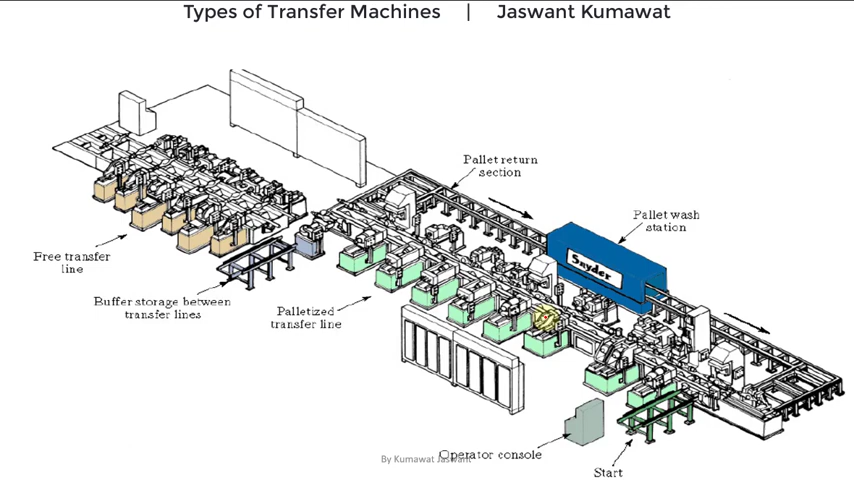 Types of Transfer Machines | Jaswant Kumawat
Pallet return
section
Pallet wash
station
Snyder
Free transfer
line
Buffer storage between
transfer lines
Palletized
transfer line
Operator console
By Kumawat Jaswant
Start